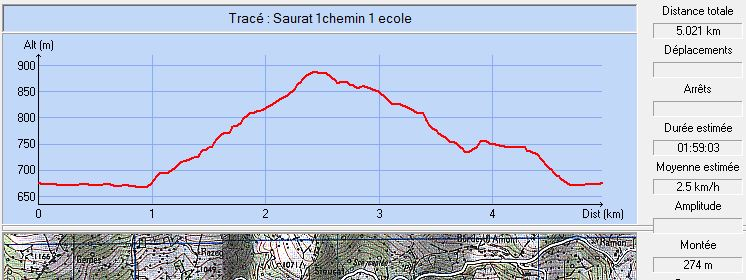 Tracé : Saurat 1chemin 1 ecole
Alt (m)
900
850
800
750
700
650
0 1 2 3 4 Dist (km)
Distance totale
5.021 km
Déplacements
Arrêts
Durée estimée
01:59:03
Moyenne estimée
2.5 km/h
Amplitude
Montée
274 m
1166
1071